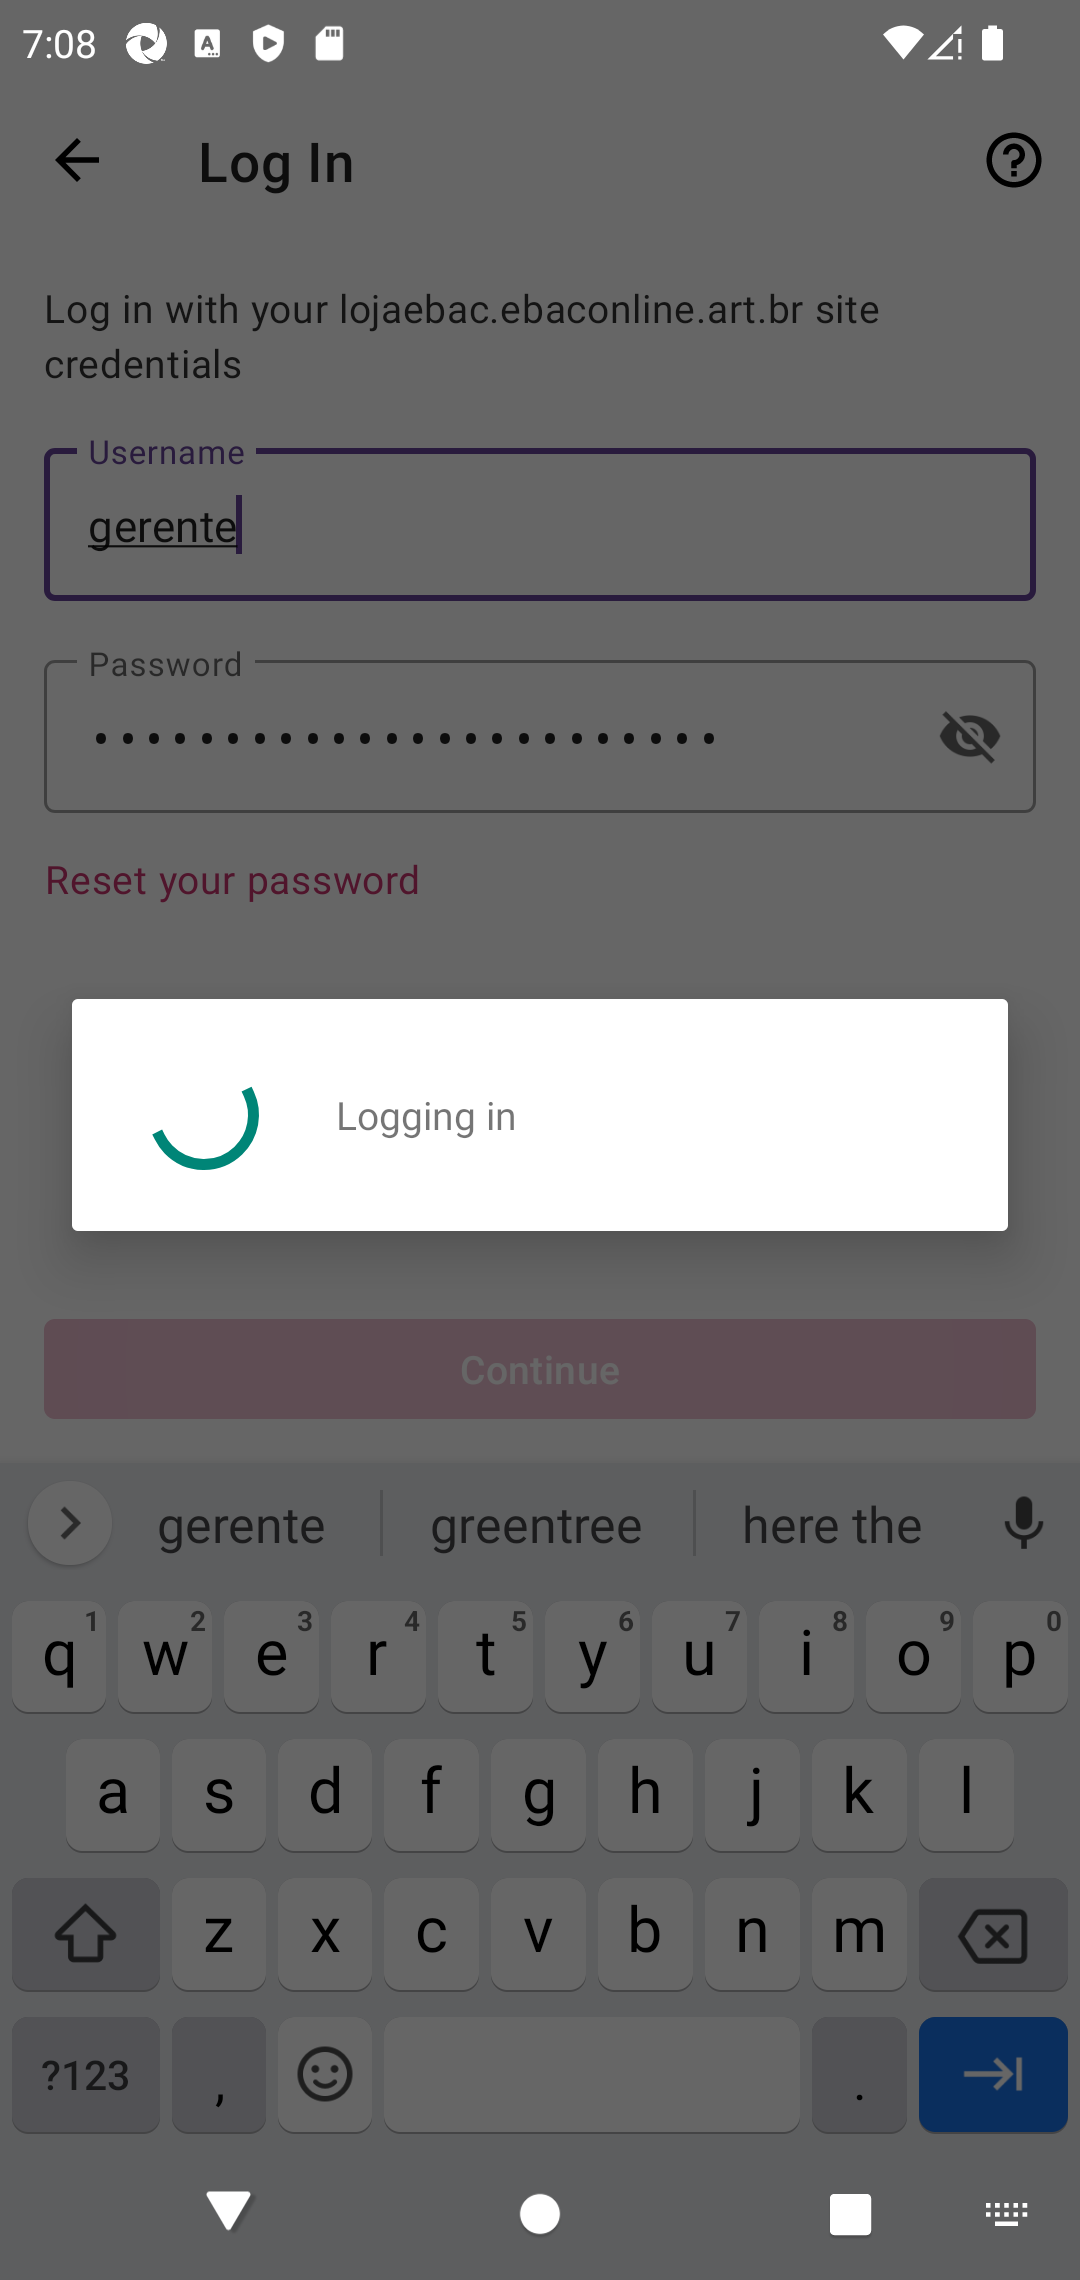 7:08
Log In
Log in with your lojaebac.ebaconline.art.br site
credentials
Username
gerente
Password
•••••••••••••••••••••••• 
Reset your password
Logging in
Continue
gerente greentree here the
1 2 3 4 5 6 7 8 9 0
q w e r t y u i o p
a s d f g h j k l
z x c v b n m
?123 , .